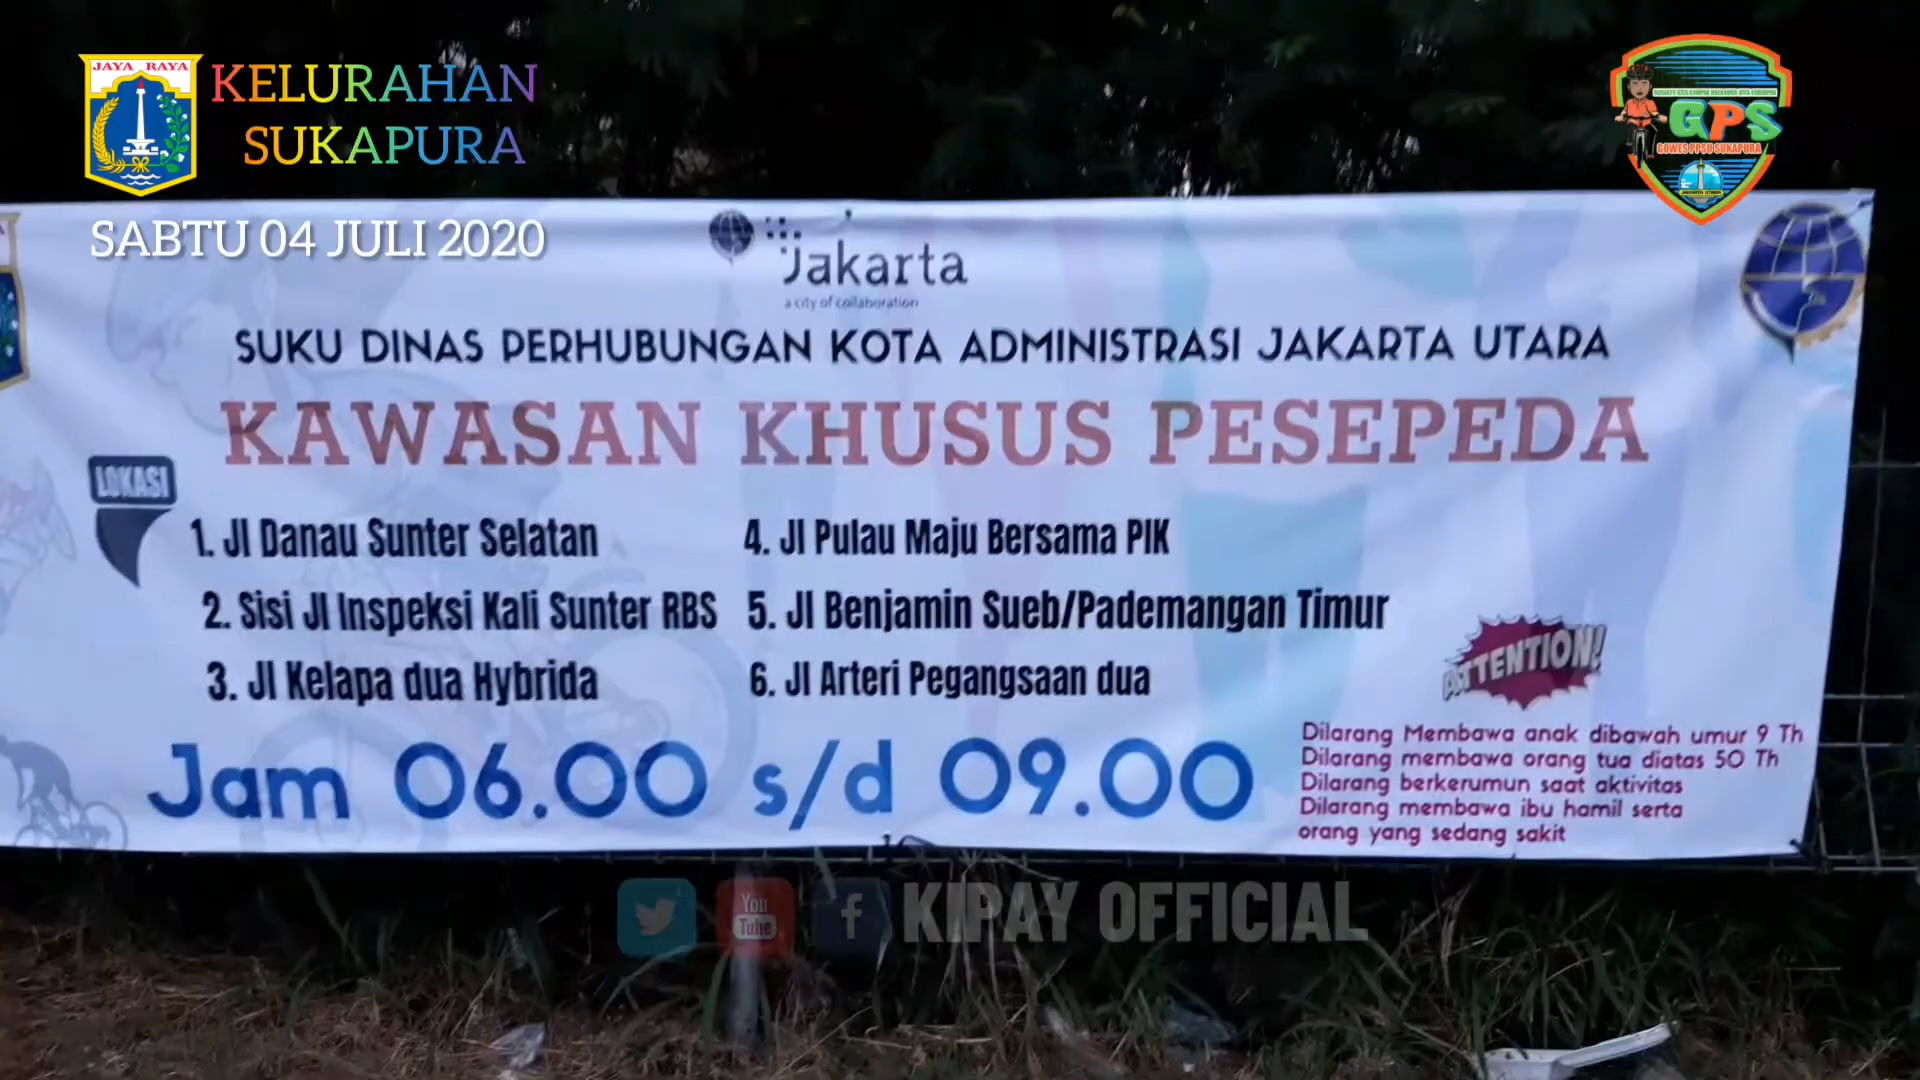 JAYA RAYA
KELURAHAN
SUKAPURA
SABTU 04 JULI 2020
GPS
GOWES PPSU SUKAPURA
JAKARTA UTARA
Jakarta
a city of collaboration
SUKU DINAS PERHUBUNGAN KOTA ADMINISTRASI JAKARTA UTARA
KAWASAN KHUSUS PESEPEDA
LOKASI
1. Jl Danau Sunter Selatan
2. Sisi Jl Inspeksi Kali Sunter RBS
3. Jl Kelapa dua Hybrida
4. Jl Pulau Maju Bersama PIK
5. Jl Benjamin Sueb/Pademangan Timur
6. Jl Arteri Pegangsaan dua
Jam 06.00 s/d 09.00
ATTENTION!
Dilarang Membawa anak dibawah umur 9 Th
Dilarang membawa orang tua diatas 50 Th
Dilarang berkerumun saat aktivitas
Dilarang membawa ibu hamil serta
orang yang sedang sakit
You
Tube
f
KIPAY OFFICIAL